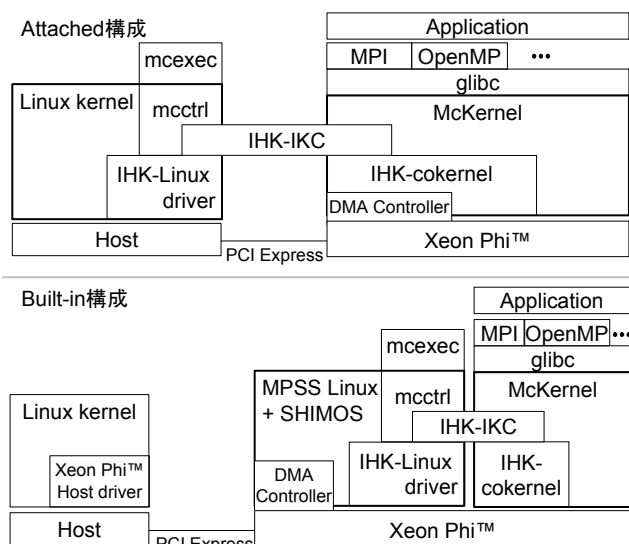 Attached構成
Application
mcexec
MPI
OpenMP
•••
glibc
Linux kernel
mcctrl
McKernel
IHK-IKC
IHK-Linux
driver
IHK-cokernel
DMA Controller
Host
PCI Express
Xeon Phi™
Built-in構成
Application
MPI
OpenMP
•••
mcexec
glibc
MPSS Linux
+ SHIMOS
mcctrl
McKernel
Linux kernel
IHK-IKC
Xeon Phi™
Host driver
DMA
Controller
IHK-Linux
driver
IHK-
cokernel
Host
PCI Express
Xeon Phi™